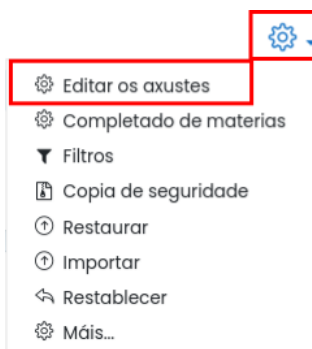 Editar os axustes
Completado de materias
Filtros
Copia de seguridade
Restaurar
Importar
Restablecer
Máis...